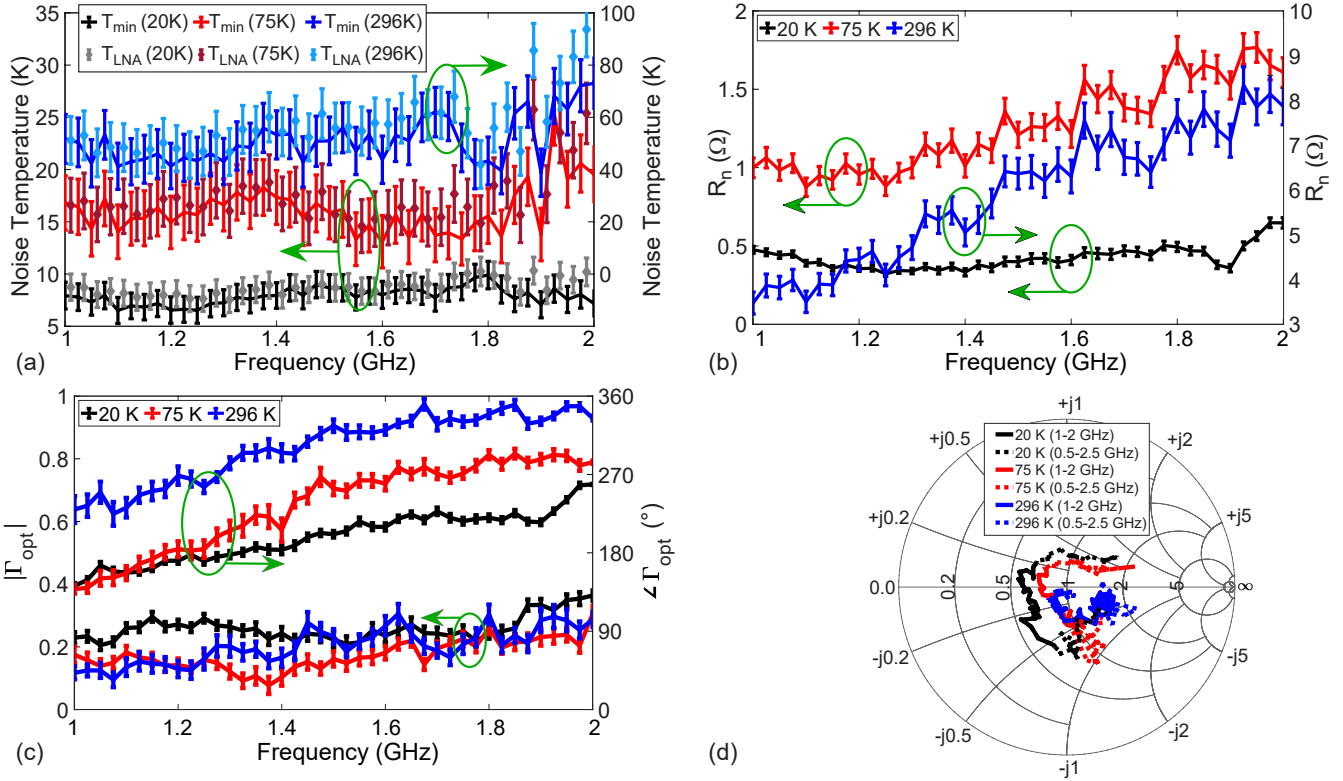 T_min (20K) T_min (75K) T_min (296K)
T_LNA (20K) T_LNA (75K) T_LNA (296K)
Noise Temperature (K)
35
30
25
20
15
10
5
Noise Temperature (K)
100
80
60
40
20
0
-20
1 1.2 1.4 1.6 1.8 2
Frequency (GHz)
(a)
20 K 75 K 296 K
R_n (Ω)
2
1.5
1
0.5
0
R_n (Ω)
10
9
8
7
6
5
4
3
1 1.2 1.4 1.6 1.8 2
Frequency (GHz)
(b)
20 K 75 K 296 K
|Γ_opt|
1
0.8
0.6
0.4
0.2
0
∠Γ_opt (°)
360
270
180
90
0
1 1.2 1.4 1.6 1.8 2
Frequency (GHz)
(c)
20 K (1-2 GHz)
20 K (0.5-2.5 GHz)
75 K (1-2 GHz)
75 K (0.5-2.5 GHz)
296 K (1-2 GHz)
296 K (0.5-2.5 GHz)
+j1
+j0.5 +j2
+j0.2 +j5
0.0 0.2 0.5 1 2 5 ∞
-j0.2 -j5
-j0.5 -j2
-j1
(d)